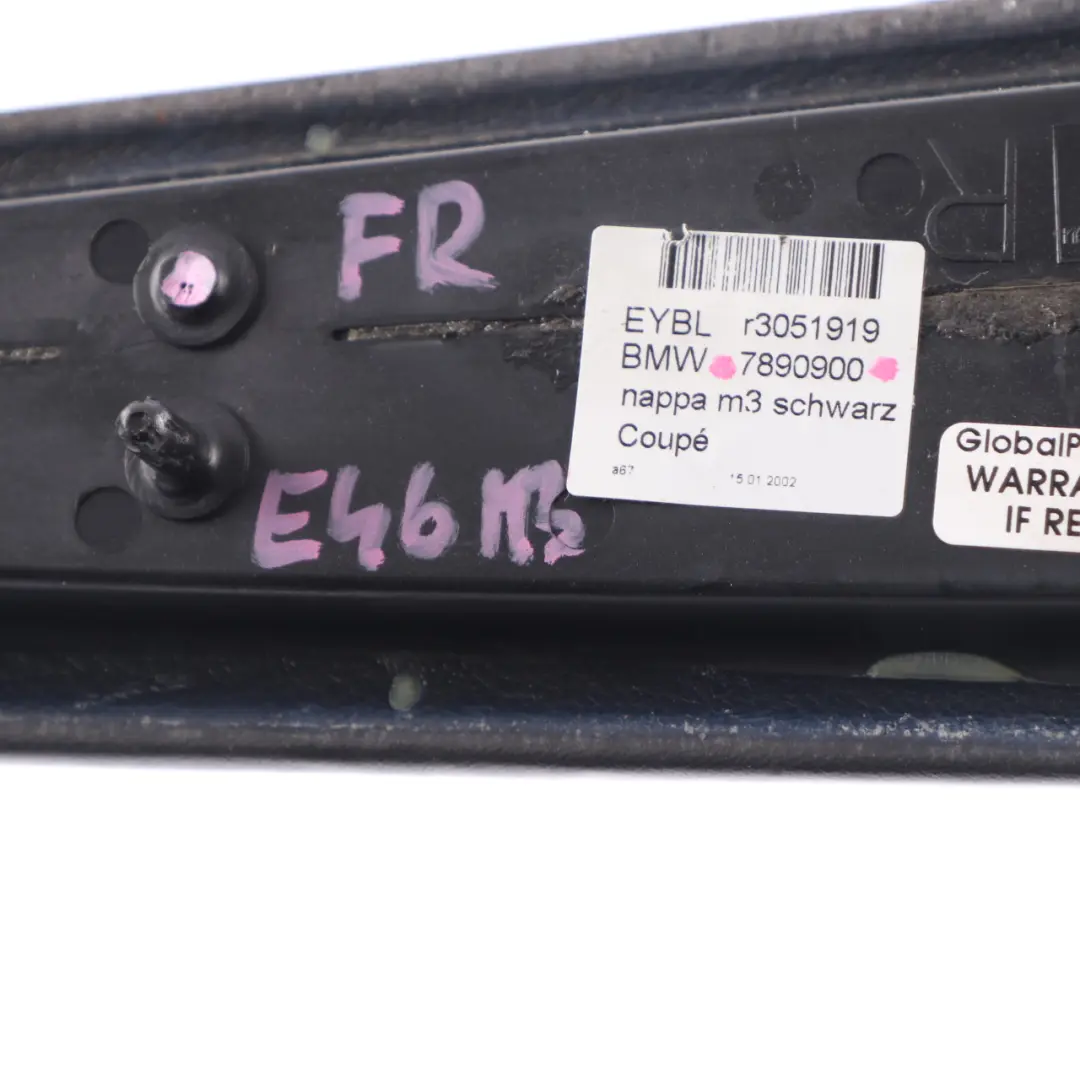 FR
EYBL r3051919
BMW 7890900
nappa m3 schwarz
Coupé
a67 15 01 2002
E46 M3
GlobalP
WARRA
IF RE
R